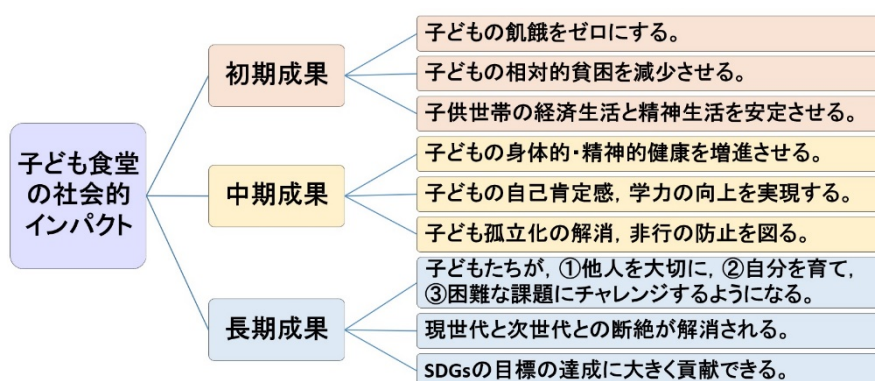 子ども食堂
の社会的
インパクト
初期成果
子どもの飢餓をゼロにする。
子どもの相対的貧困を減少させる。
子供世帯の経済生活と精神生活を安定させる。
中期成果
子どもの身体的・精神的健康を増進させる。
子どもの自己肯定感,学力の向上を実現する。
子ども孤立化の解消,非行の防止を図る。
長期成果
子どもたちが,①他人を大切に,②自分を育て,
③困難な課題にチャレンジするようになる。
現世代と次世代との断絶が解消される。
SDGsの目標の達成に大きく貢献できる。